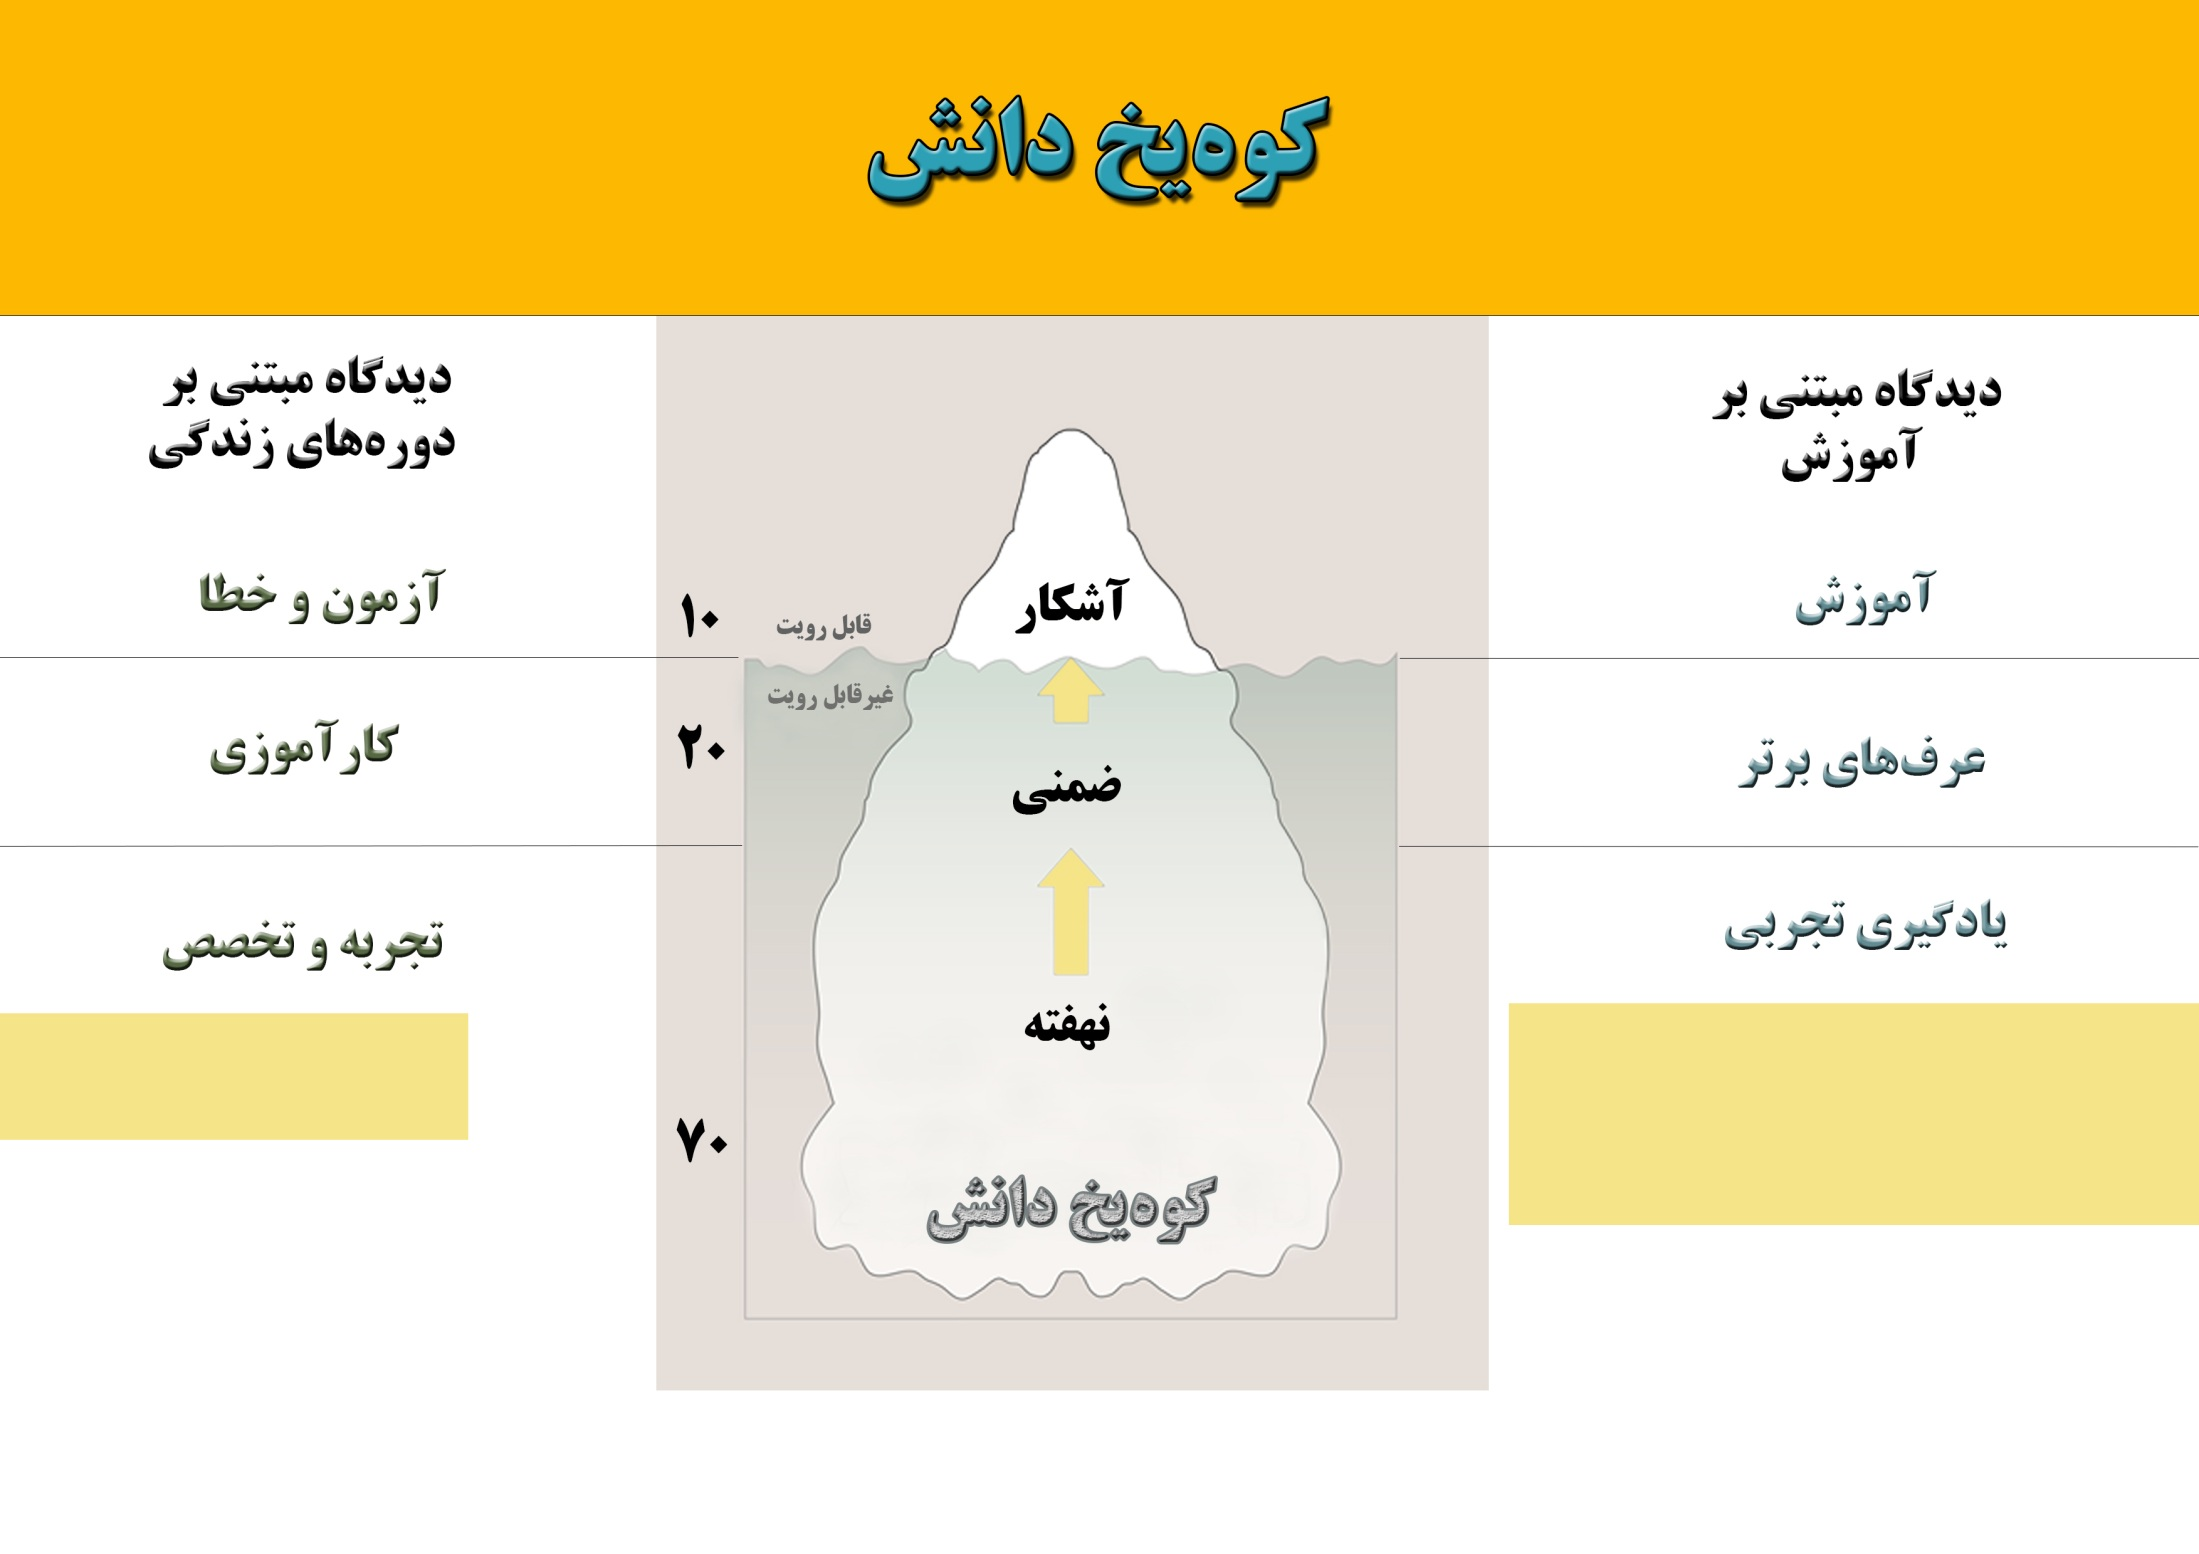 کوه‌یخ دانش
دیدگاه مبتنی بر
آموزش
آموزش
عرف‌های برتر
یادگیری تجربی
آشکار
ضمنی
نهفته
کوه‌یخ دانش
قابل رویت
غیرقابل رویت
۱۰
۲۰
۷۰
دیدگاه مبتنی بر
دوره‌های زندگی
آزمون و خطا
کارآموزی
تجربه و تخصص